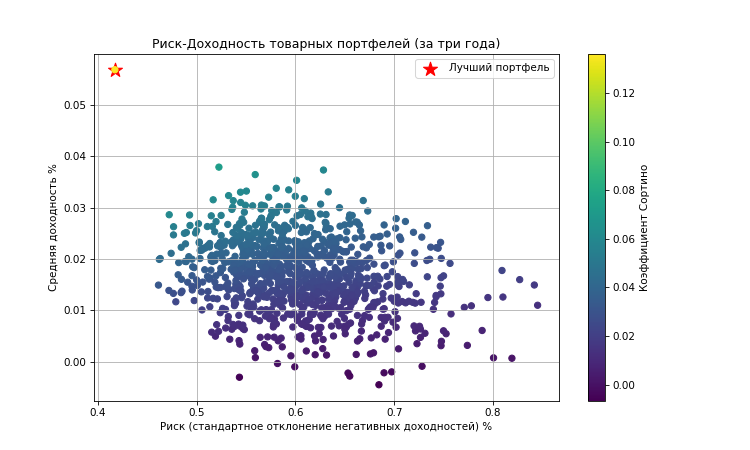 Риск-Доходность товарных портфелей (за три года)
Лучший портфель
Средняя доходность %
0.05
0.04
0.03
0.02
0.01
0.00
0.4 0.5 0.6 0.7 0.8
Риск (стандартное отклонение негативных доходностей) %
0.12
0.10
0.08
0.06
0.04
0.02
0.00
Коэффициент Сортино